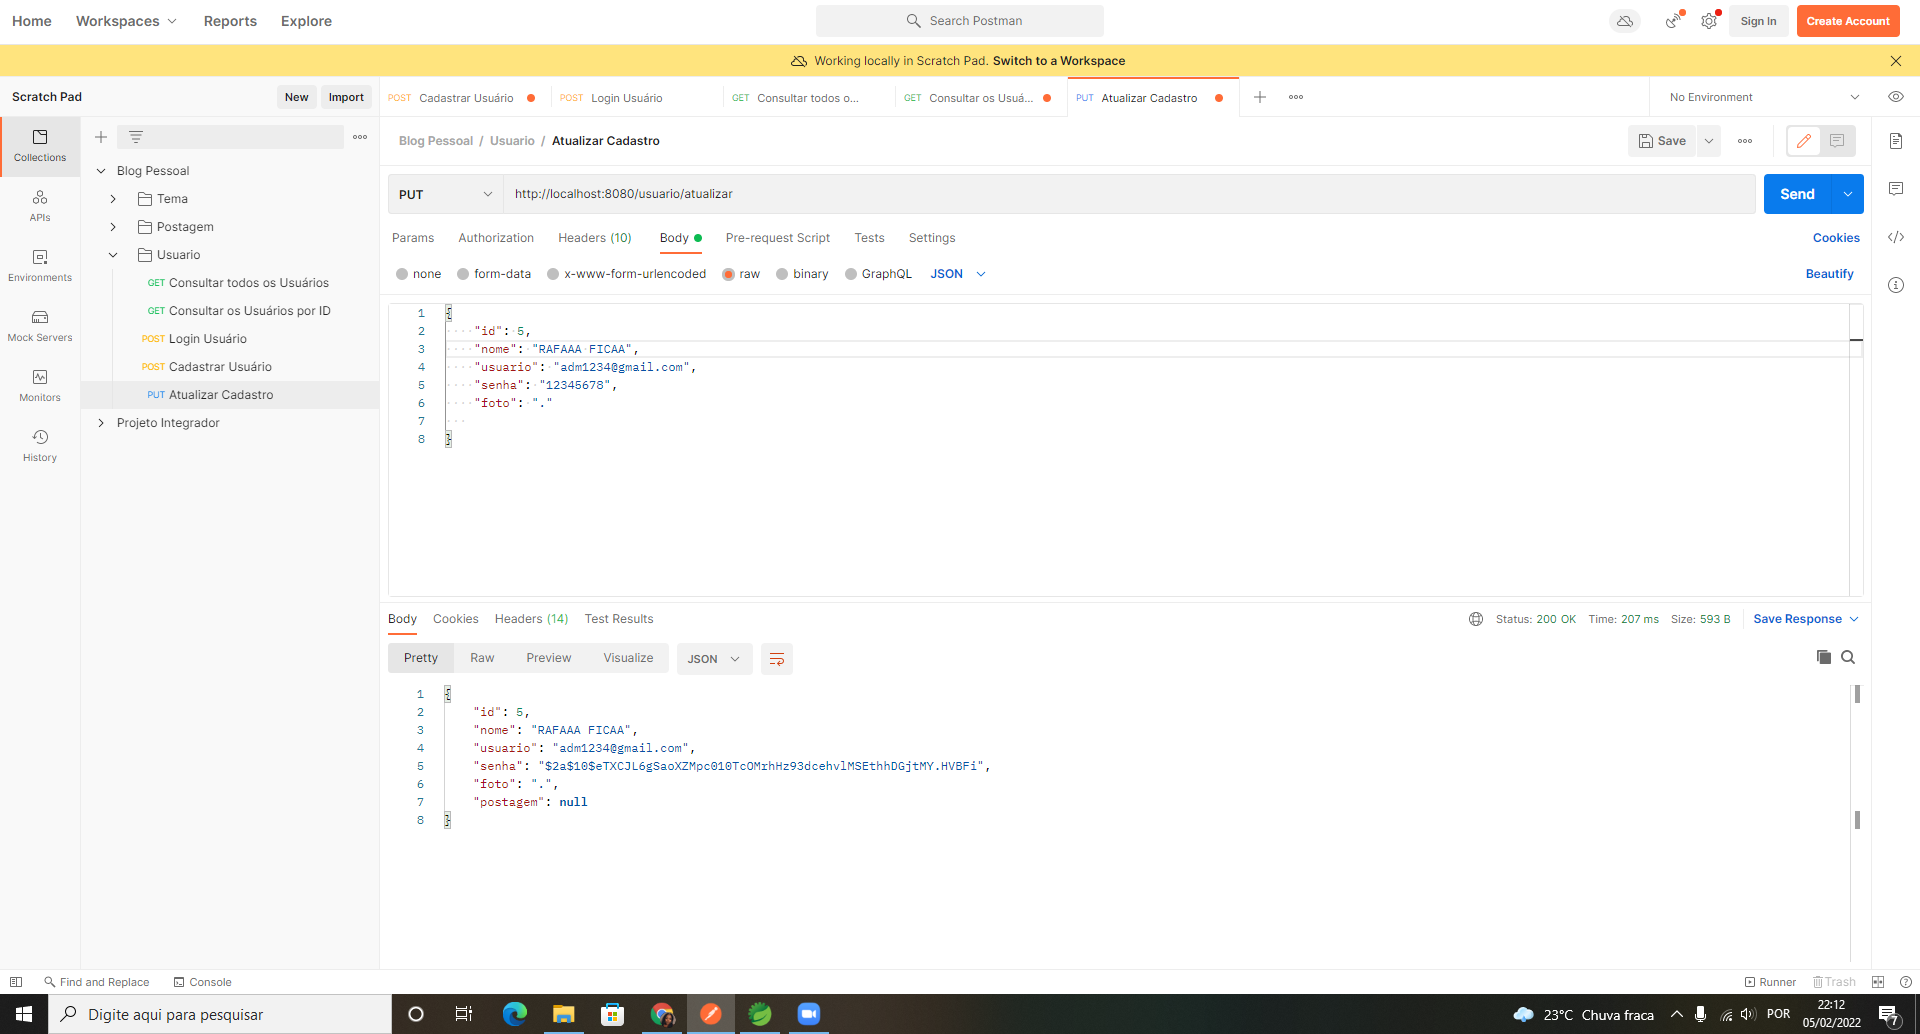 Home Workspaces Reports Explore Search Postman Sign In Create Account
Working locally in Scratch Pad. Switch to a Workspace
Scratch Pad New Import
POST Cadastrar Usuário POST Login Usuário GET Consultar todos o... GET Consultar os Usuá... PUT Atualizar Cadastro No Environment
Collections
APIs
Environments
Mock Servers
Monitors
History
Blog Pessoal
Tema
Postagem
Usuario
GET Consultar todos os Usuários
GET Consultar os Usuários por ID
POST Login Usuário
POST Cadastrar Usuário
PUT Atualizar Cadastro
Projeto Integrador
Blog Pessoal / Usuario / Atualizar Cadastro Save
PUT http://localhost:8080/usuario/atualizar Send
Params Authorization Headers (10) Body Pre-request Script Tests Settings Cookies
none form-data x-www-form-urlencoded raw binary GraphQL JSON Beautify
1 {
2 "id": 5,
3 "nome": "RAFAAA FICAA",
4 "usuario": "adm1234@gmail.com",
5 "senha": "12345678",
6 "foto": "."
7
8 }
Body Cookies Headers (14) Test Results Status: 200 OK Time: 207 ms Size: 593 B Save Response
Pretty Raw Preview Visualize JSON
1 {
2 "id": 5,
3 "nome": "RAFAAA FICAA",
4 "usuario": "adm1234@gmail.com",
5 "senha": "$2a$10$eTXCJL6gSaoXZMpc010TcOMrhHz93dcehvlMSEthhDGjtMY.HVBFi",
6 "foto": ".",
7 "postagem": null
8 }
Find and Replace Console Runner Trash
Digite aqui para pesquisar 23°C Chuva fraca POR 22:12
05/02/2022 7